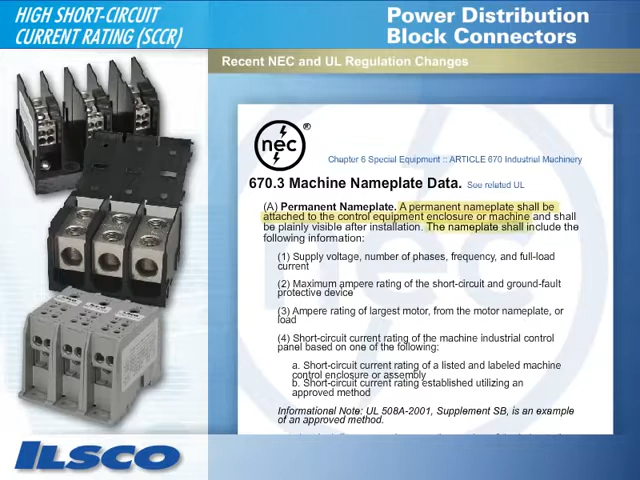 HIGH SHORT-CIRCUIT
CURRENT RATING (SCCR)
Power Distribution
Block Connectors
Recent NEC and UL Regulation Changes
nec®
Chapter 6 Special Equipment :: ARTICLE 670 Industrial Machinery
670.3 Machine Nameplate Data. See related UL
(A) Permanent Nameplate. A permanent nameplate shall be
attached to the control equipment enclosure or machine and shall
be plainly visible after installation. The nameplate shall include the
following information:
(1) Supply voltage, number of phases, frequency, and full-load
current
(2) Maximum ampere rating of the short-circuit and ground-fault
protective device
(3) Ampere rating of largest motor, from the motor nameplate, or
load
(4) Short-circuit current rating of the machine industrial control
panel based on one of the following:
a. Short-circuit current rating of a listed and labeled machine
control enclosure or assembly
b. Short-circuit current rating established utilizing an
approved method
Informational Note: UL 508A-2001, Supplement SB, is an example
of an approved method.
ILSCO